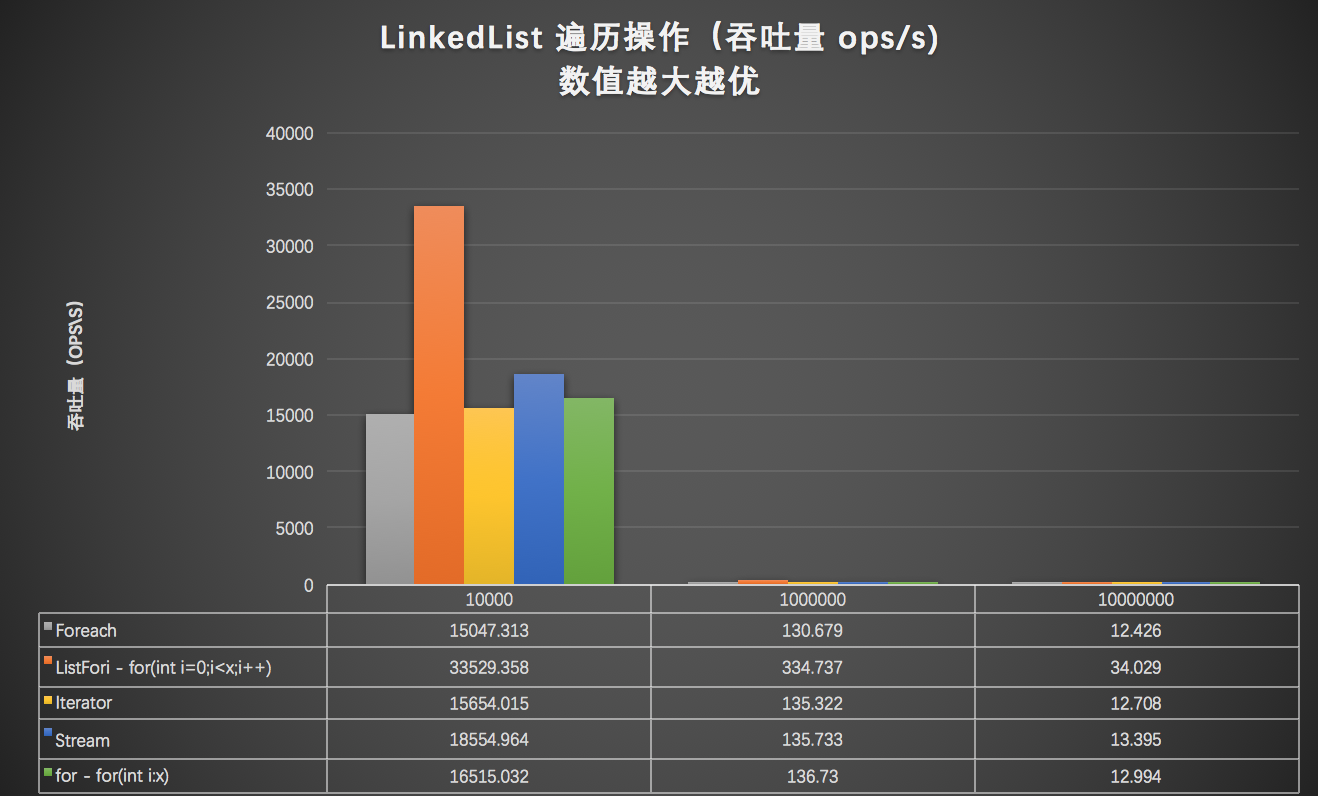 LinkedList 遍历操作（吞吐量 ops/s）
数值越大越优
吞吐量（OPS\S）
40000
35000
30000
25000
20000
15000
10000
5000
0
10000 1000000 10000000
Foreach 15047.313 130.679 12.426
ListFori - for(int i=0;i<x;i++) 33529.358 334.737 34.029
Iterator 15654.015 135.322 12.708
Stream 18554.964 135.733 13.395
for - for(int i:x) 16515.032 136.73 12.994